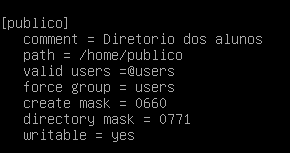 [publico]
comment = Diretorio dos alunos
path = /home/publico
valid users =@users
force group = users
create mask = 0660
directory mask = 0771
writable = yes